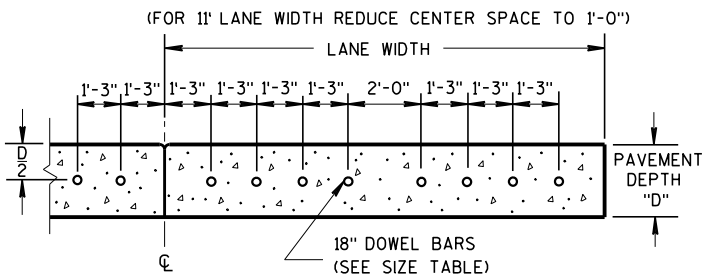 (FOR 11' LANE WIDTH REDUCE CENTER SPACE TO 1'-0")
LANE WIDTH
1'-3" 1'-3" 1'-3" 1'-3" 1'-3" 1'-3" 2'-0" 1'-3" 1'-3" 1'-3"
D
2
PAVEMENT
DEPTH
"D"
18" DOWEL BARS
(SEE SIZE TABLE)
℄